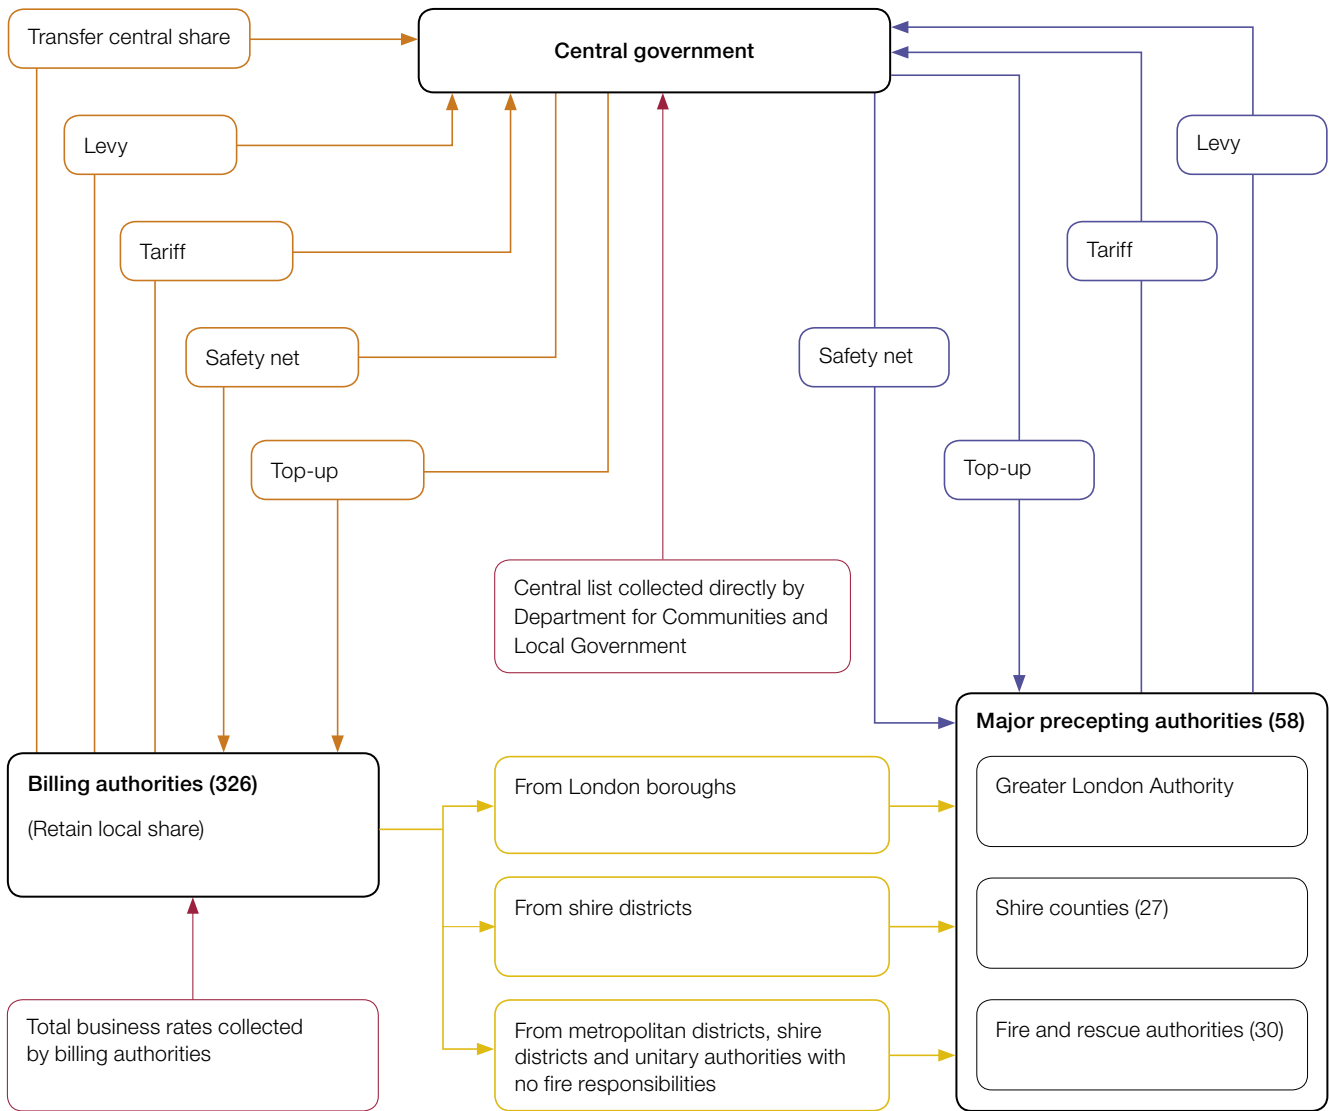 Transfer central share
Central government
Levy
Levy
Tariff
Tariff
Safety net
Safety net
Top-up
Top-up
Central list collected directly by
Department for Communities and
Local Government
Billing authorities (326)
(Retain local share)
Total business rates collected
by billing authorities
From London boroughs
From shire districts
From metropolitan districts, shire
districts and unitary authorities with
no fire responsibilities
Major precepting authorities (58)
Greater London Authority
Shire counties (27)
Fire and rescue authorities (30)